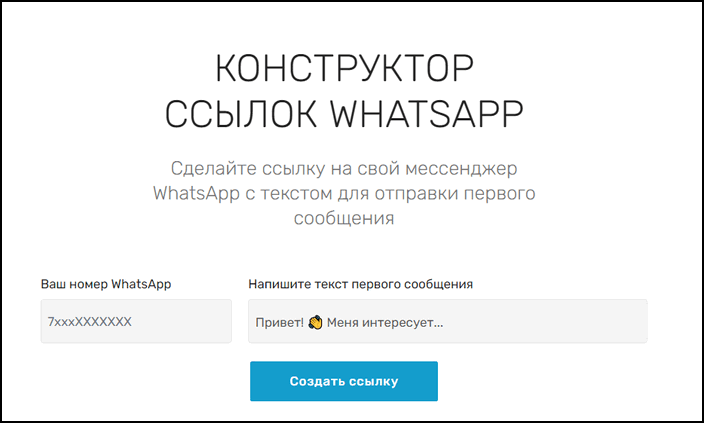 КОНСТРУКТОР
ССЫЛОК WHATSAPP
Сделайте ссылку на свой мессенджер
WhatsApp с текстом для отправки первого
сообщения
Ваш номер WhatsApp
Напишите текст первого сообщения
7xxxXXXXXXX
Привет! 👋 Меня интересует...
Создать ссылку